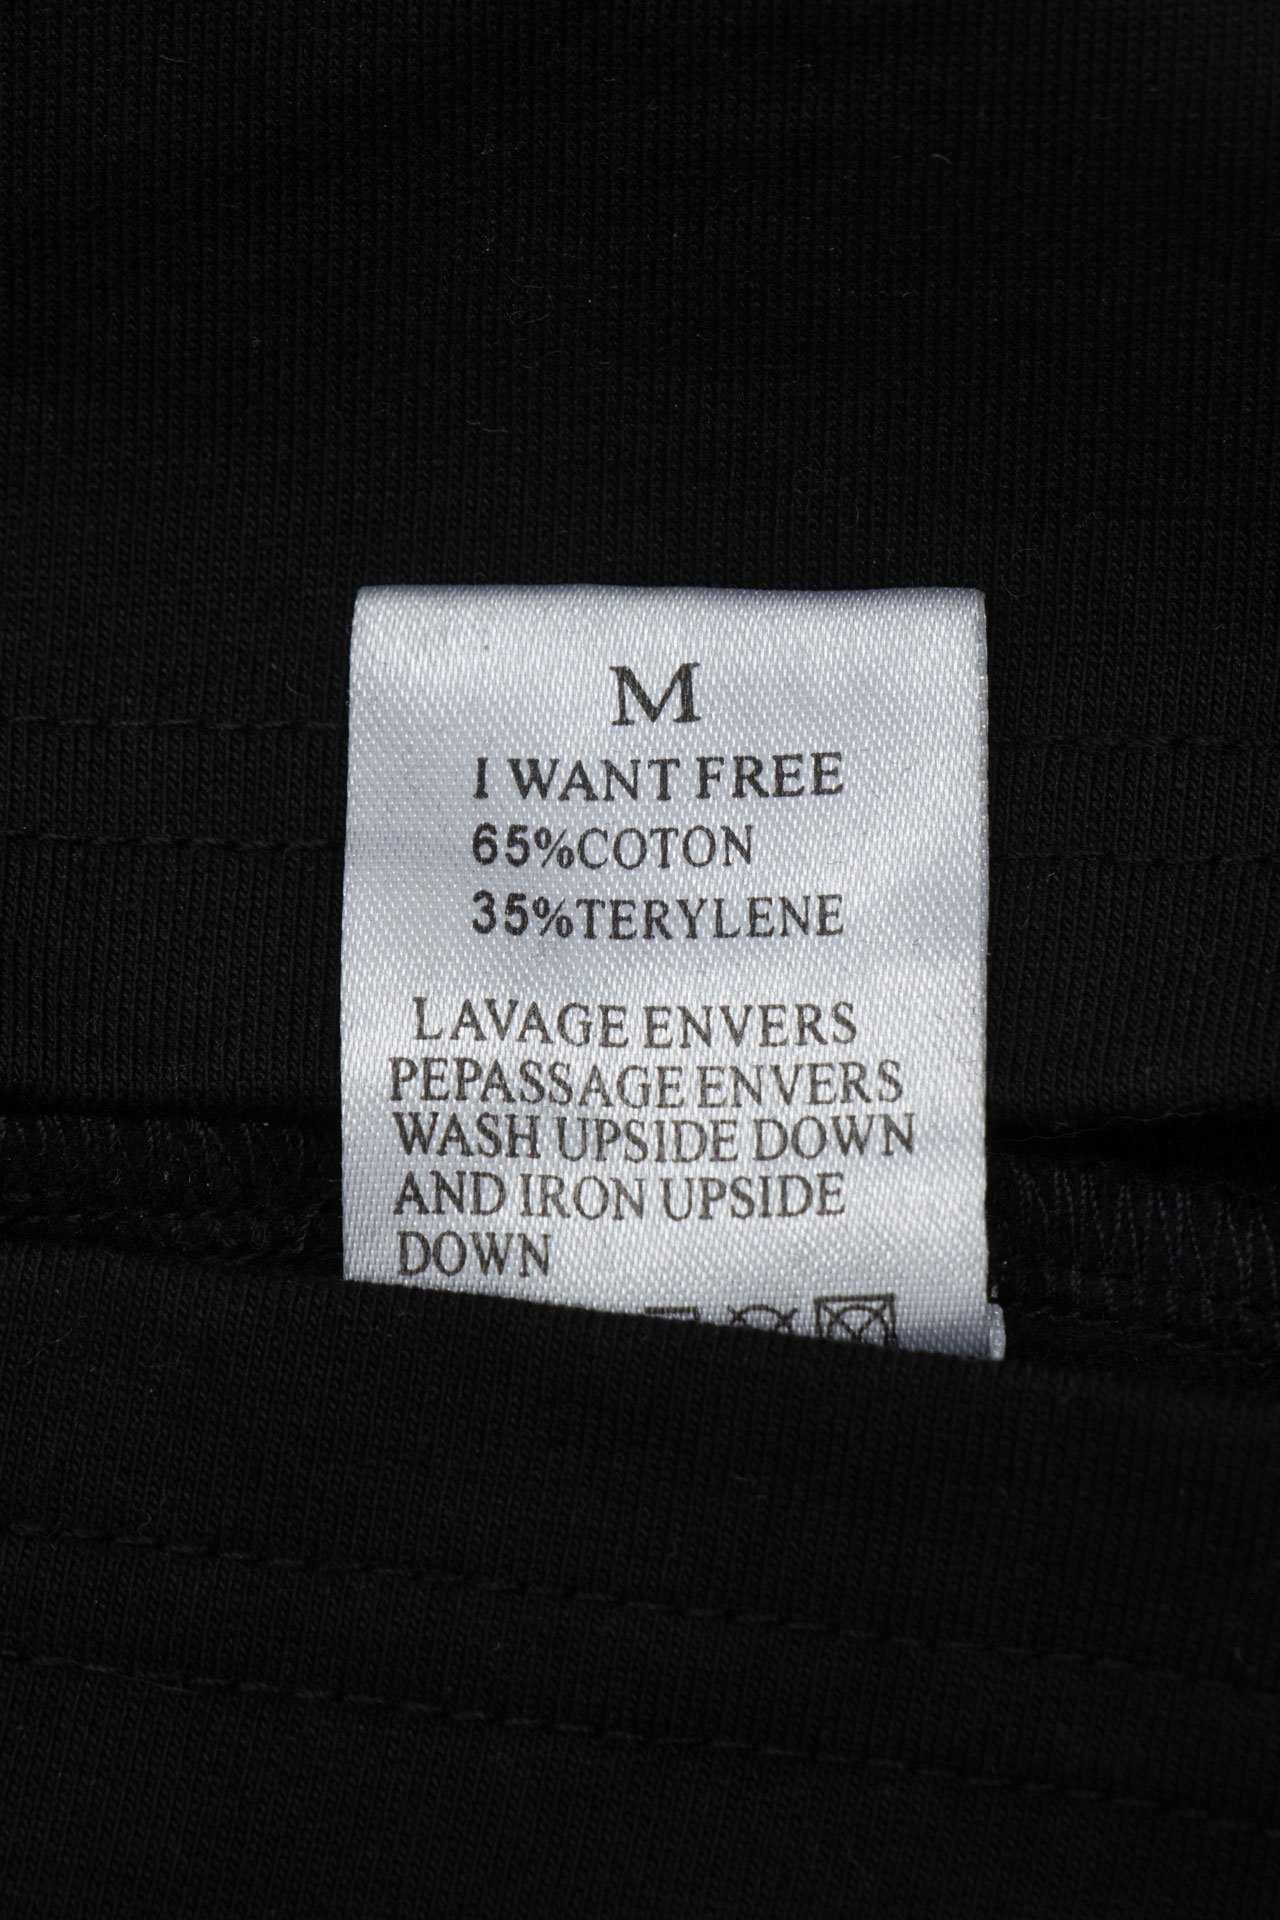 M
I WANT FREE
65%COTON
35%TERYLENE
LAVAGE ENVERS
PEPASSAGE ENVERS
WASH UPSIDE DOWN
AND IRON UPSIDE
DOWN